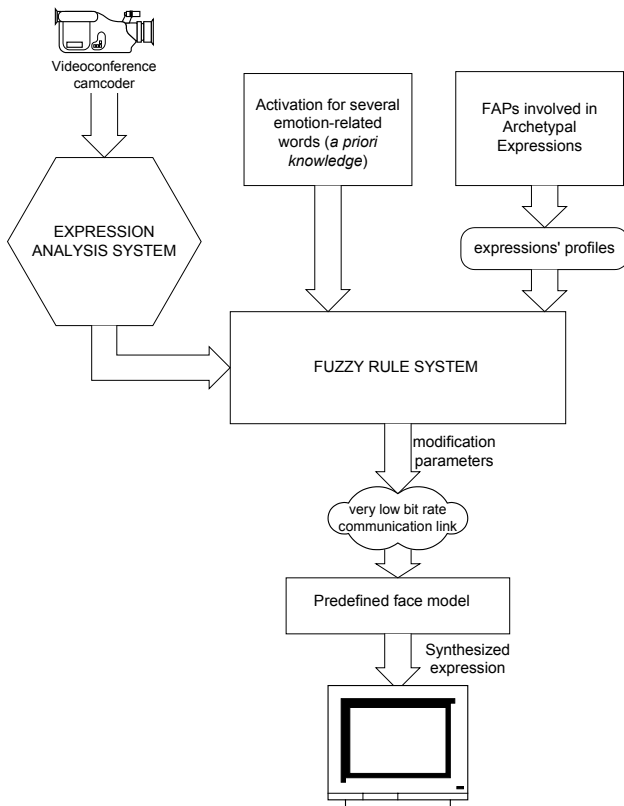 Videoconference
camcoder
Activation for several
emotion-related
words (a priori
knowledge)
FAPs involved in
Archetypal
Expressions
EXPRESSION
ANALYSIS SYSTEM
expressions' profiles
FUZZY RULE SYSTEM
modification
parameters
very low bit rate
communication link
Predefined face model
Synthesized
expression